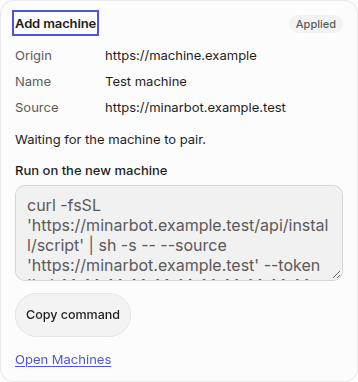 Add machine
Applied
Origin https://machine.example
Name Test machine
Source https://minarbot.example.test
Waiting for the machine to pair.
Run on the new machine
curl -fsSL
'https://minarbot.example.test/api/instal
l/script' | sh -s -- --source
'https://minarbot.example.test' --token
Copy command
Open Machines